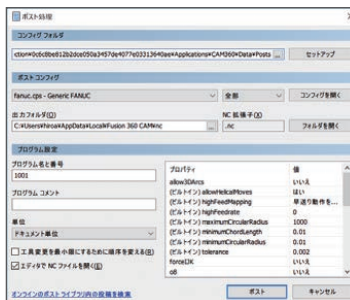 ポスト処理
コンフィグ フォルダ
ction¥0c6c8be812b2dce050a3457de4077e03313640ae¥Applications¥CAM360¥Data¥Posts ... セットアップ
ポスト コンフィグ
fanuc.cps - Generic FANUC 全部 コンフィグを開く
出力フォルダ(O) NC 拡張子(X)
C:¥Users¥hiroa¥AppData¥Local¥Fusion 360 CAM¥nc ... .nc フォルダを開く
プログラム設定
プログラム名と番号
1001
プログラム コメント
単位
ドキュメント単位
工具変更を最小限にするために順序を変える(R)
エディタで NC ファイルを開く(E)
プロパティ 値
allow3DArcs いいえ
(ビルトイン) allowHelicalMoves はい
(ビルトイン) highFeedMapping 早送り動作を...
(ビルトイン) highFeedrate 0
(ビルトイン) maximumCircularRadius 1000
(ビルトイン) minimumChordLength 0.01
(ビルトイン) minimumCircularRadius 0.01
(ビルトイン) tolerance 0.002
forceIJK いいえ
o8 いいえ
オンラインのポスト ライブラリ内の投稿を検索
ポスト キャンセル